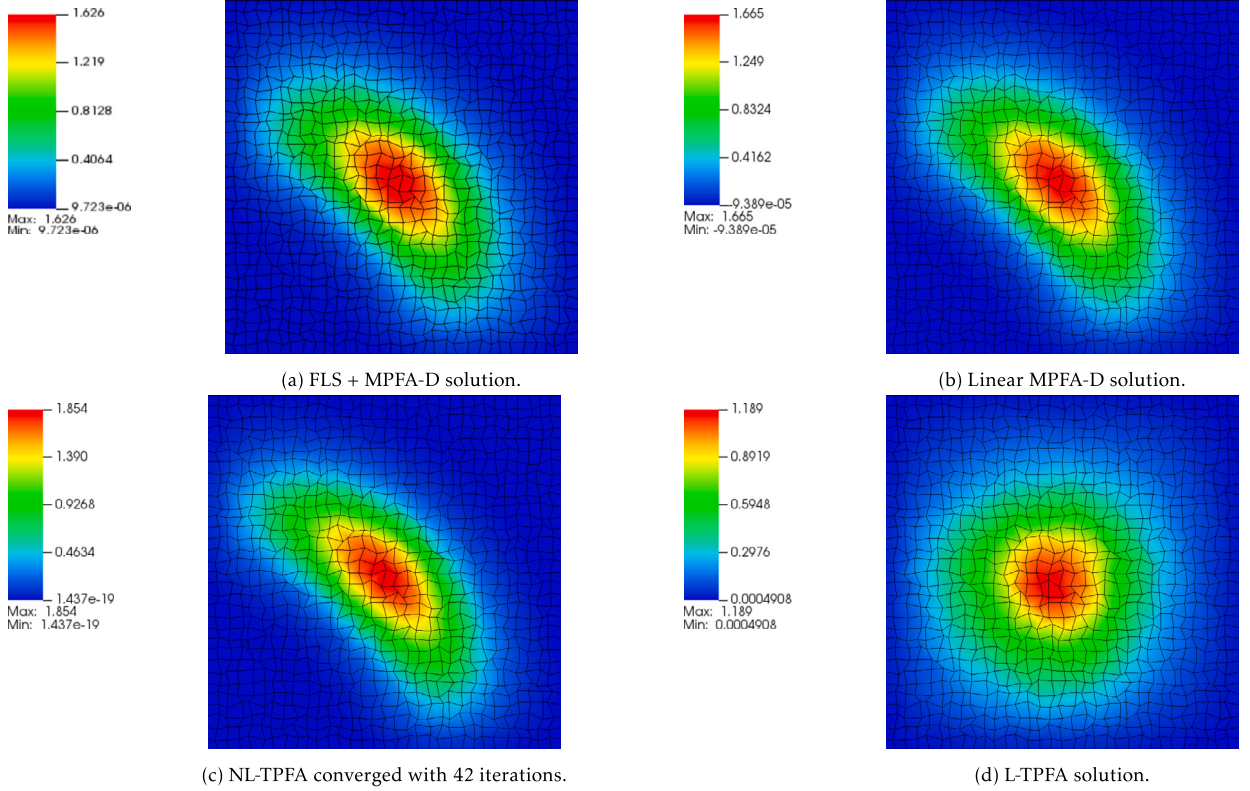 1.626
1.219
0.8128
0.4064
9.723e-06
Max: 1.626
Min: 9.723e-06
(a) FLS + MPFA-D solution.
1.665
1.249
0.8324
0.4162
-9.389e-05
Max: 1.665
Min: -9.389e-05
(b) Linear MPFA-D solution.
1.854
1.390
0.9268
0.4634
1.437e-19
Max: 1.854
Min: 1.437e-19
(c) NL-TPFA converged with 42 iterations.
1.189
0.8919
0.5948
0.2976
0.0004908
Max: 1.189
Min: 0.0004908
(d) L-TPFA solution.